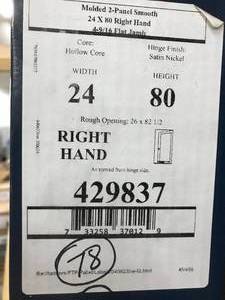 Molded 2-Panel Smooth
24 X 80 Right Hand
4-9/16 Flat Jamb
Core:
Hollow Core
Hinge Finish:
Satin Nickel
WIDTH
24
HEIGHT
80
Rough Opening: 26 x 82 1/2
RIGHT
HAND
As viewed from hinge side.
429837
7 33258 37012 9
78